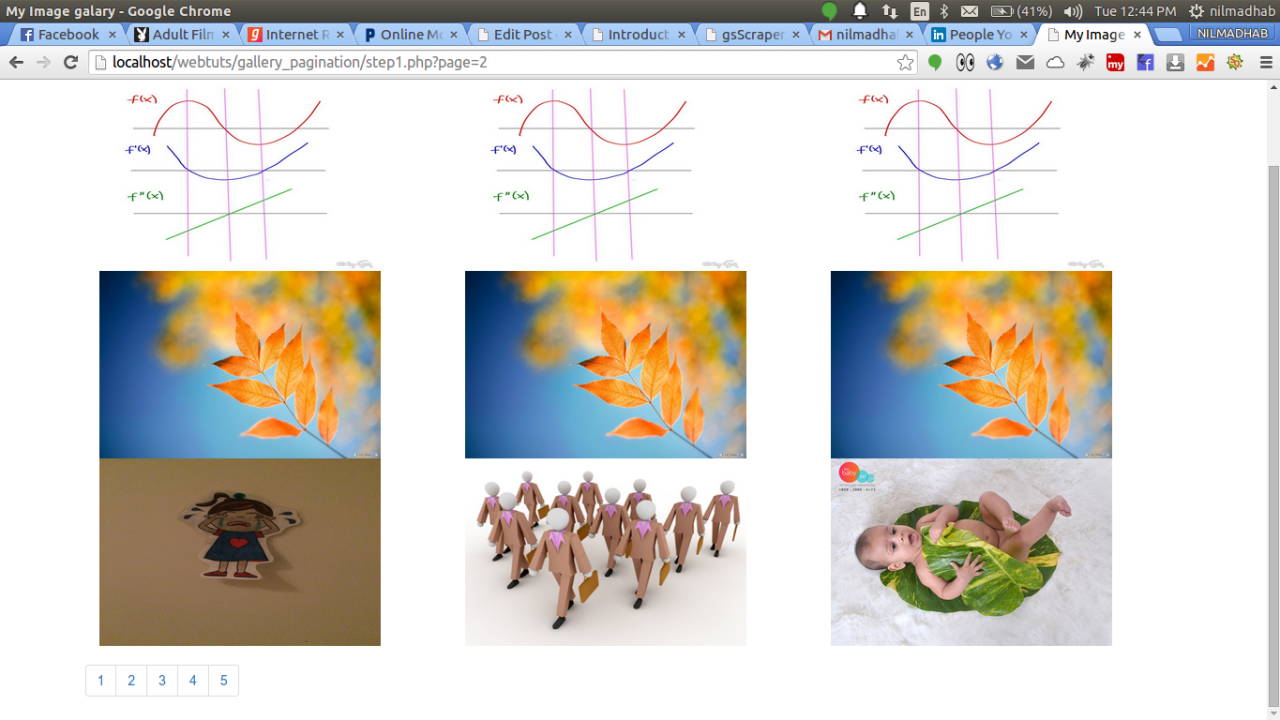 My Image galary - Google Chrome
En (41%) Tue 12:44 PM nilmadhab
Facebook × Adult Film × Internet R × Online Mo × Edit Post × Introduct × gsScraper × nilmadhal × People Yo × My Image × NILMADHAB
localhost/webtuts/gallery_pagination/step1.php?page=2
my
f(x) f(x) f(x)
f'(x) f'(x) f'(x)
f"(x) f"(x) f"(x)
1 2 3 4 5